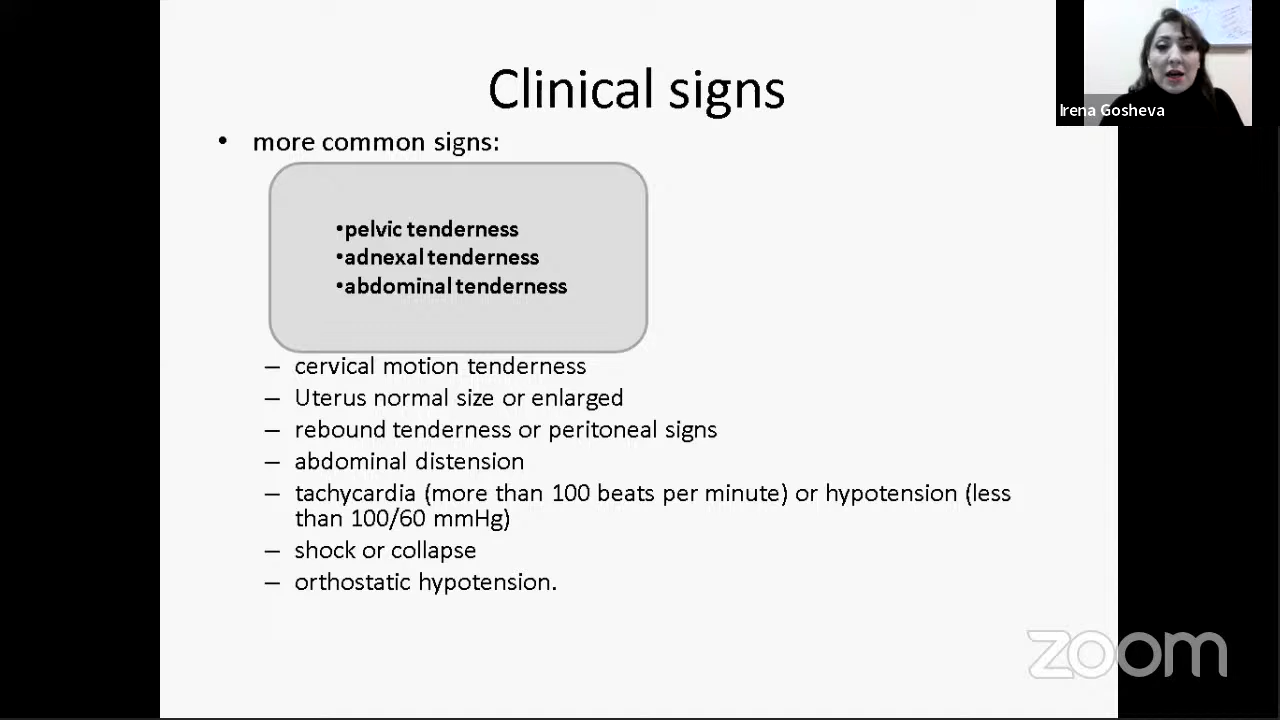 Clinical signs
• more common signs:
•pelvic tenderness
•adnexal tenderness
•abdominal tenderness
– cervical motion tenderness
– Uterus normal size or enlarged
– rebound tenderness or peritoneal signs
– abdominal distension
– tachycardia (more than 100 beats per minute) or hypotension (less
than 100/60 mmHg)
– shock or collapse
– orthostatic hypotension.
Irena Gosheva
zoom